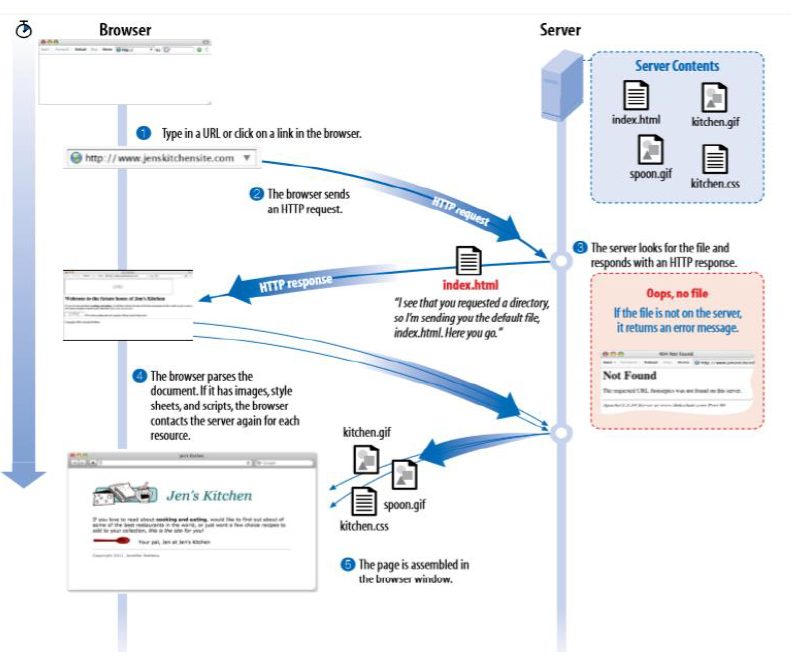 Browser
Server
http://
Server Contents
index.html
kitchen.gif
spoon.gif
kitchen.css
1 Type in a URL or click on a link in the browser.
http://www.jenskitchensite.com
2 The browser sends
an HTTP request.
HTTP request
3 The server looks for the file and
responds with an HTTP response.
HTTP response
index.html
"I see that you requested a directory,
so I'm sending you the default file,
index.html. Here you go."
Welcome to the future home of Jen's Kitchen
Oops, no file
If the file is not on the server,
it returns an error message.
404 Not Found
Not Found
The requested URL was not found on this server.
4 The browser parses the
document. If it has images, style
sheets, and scripts, the browser
contacts the server again for each
resource.
kitchen.gif
spoon.gif
kitchen.css
Jen's Kitchen
Jen's Kitchen
If you love to read about cooking and eating, would like to find out about of
some of the best restaurants in the world, or just want a few choice recipes to
add to your collection, this is the site for you!
Your pal, Jen at Jen's Kitchen
Copyright 2011, Jennifer Robbins
5 The page is assembled in
the browser window.